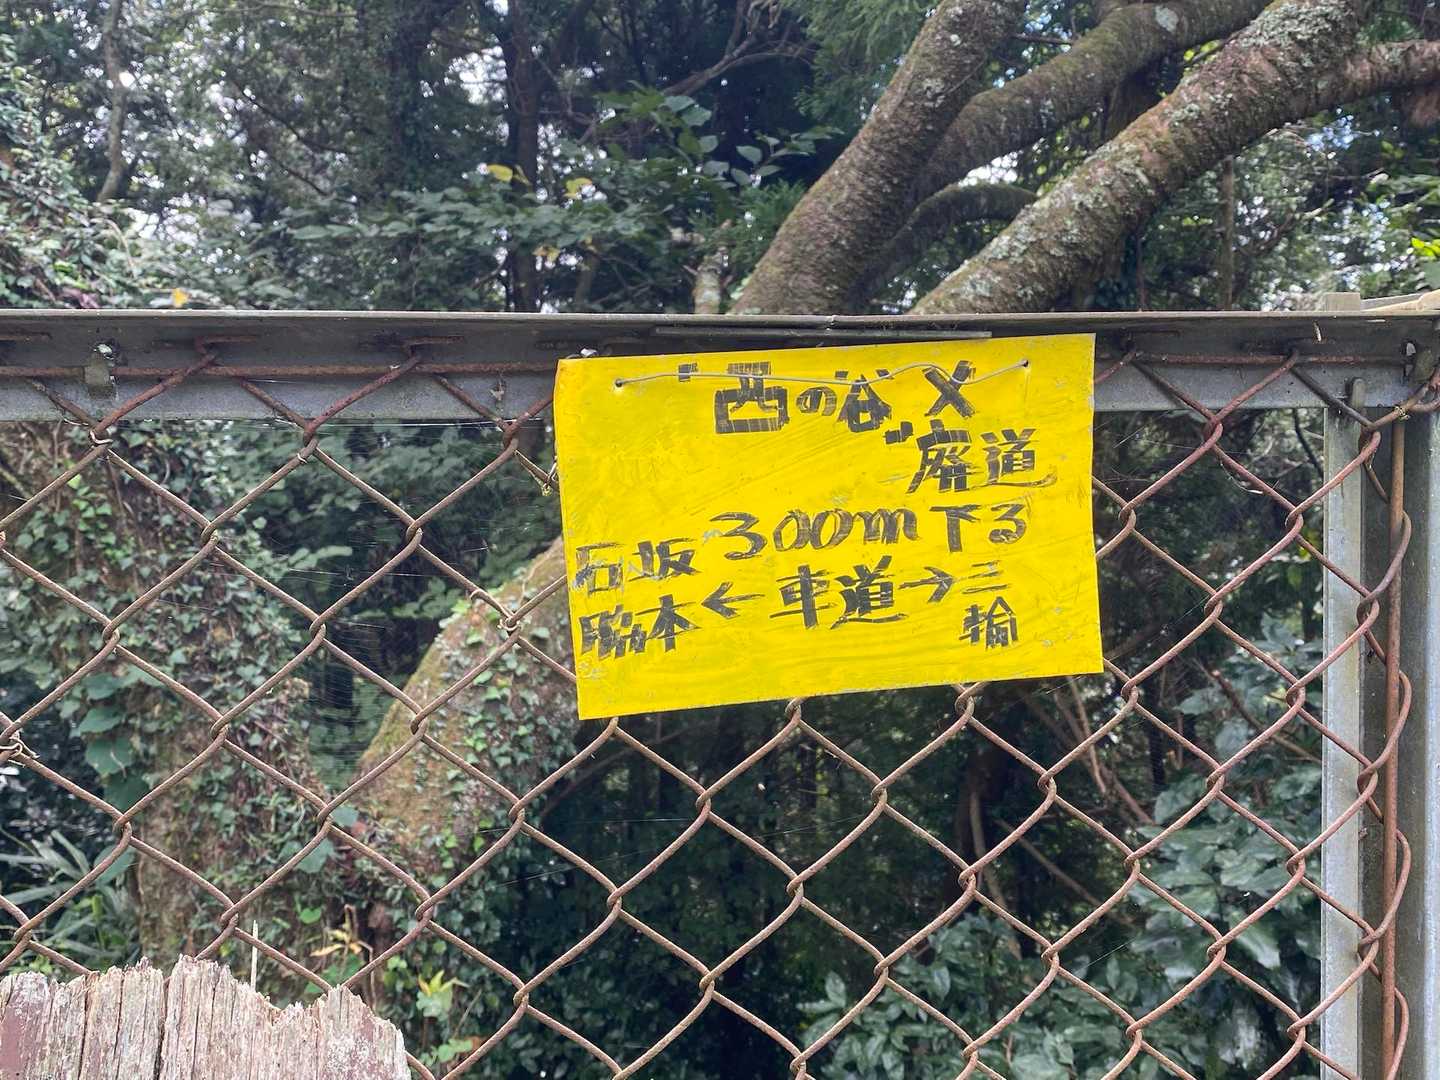 「西の谷」×
廃道
300m下る
石坂
脇本←車道→三輪